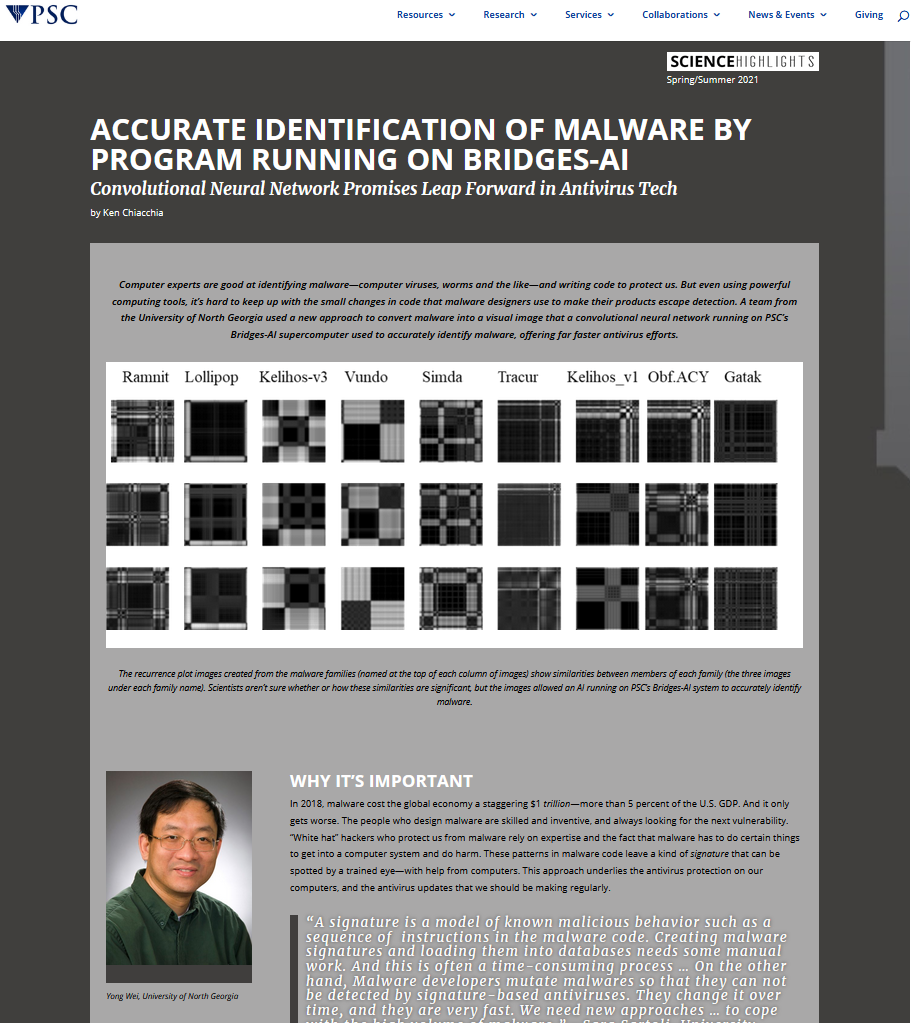 PSC
Resources
Research
Services
Collaborations
News & Events
Giving
SCIENCEHIGHLIGHTS
Spring/Summer 2021
ACCURATE IDENTIFICATION OF MALWARE BY
PROGRAM RUNNING ON BRIDGES-AI
Convolutional Neural Network Promises Leap Forward in Antivirus Tech
by Ken Chiacchia
Computer experts are good at identifying malware—computer viruses, worms and the like—and writing code to protect us. But even using powerful
computing tools, it's hard to keep up with the small changes in code that malware designers use to make their products escape detection. A team from
the University of North Georgia used a new approach to convert malware into a visual image that a convolutional neural network running on PSC's
Bridges-AI supercomputer used to accurately identify malware, offering far faster antivirus efforts.
Ramnit Lollipop Kelihos-v3 Vundo Simda Tracur Kelihos_v1 Obf.ACY Gatak
The recurrence plot images created from the malware families (named at the top of each column of images) show similarities between members of each family (the three images
under each family name). Scientists aren't sure whether or how these similarities are significant, but the images allowed an AI running on PSC's Bridges-AI system to accurately identify
malware.
WHY IT'S IMPORTANT
In 2018, malware cost the global economy a staggering $1 trillion—more than 5 percent of the U.S. GDP. And it only
gets worse. The people who design malware are skilled and inventive, and always looking for the next vulnerability.
"White hat" hackers who protect us from malware rely on expertise and the fact that malware has to do certain things
to get into a computer system and do harm. These patterns in malware code leave a kind of signature that can be
spotted by a trained eye—with help from computers. This approach underlies the antivirus protection on our
computers, and the antivirus updates that we should be making regularly.
Yong Wei, University of North Georgia
"A signature is a model of known malicious behavior such as a
sequence of instructions in the malware code. Creating malware
signatures and loading them into databases needs some manual
work. And this is often a time-consuming process … On the other
hand, Malware developers mutate malwares so that they can not
be detected by signature-based antiviruses. They change it over
time, and they are very fast. We need new approaches … to cope